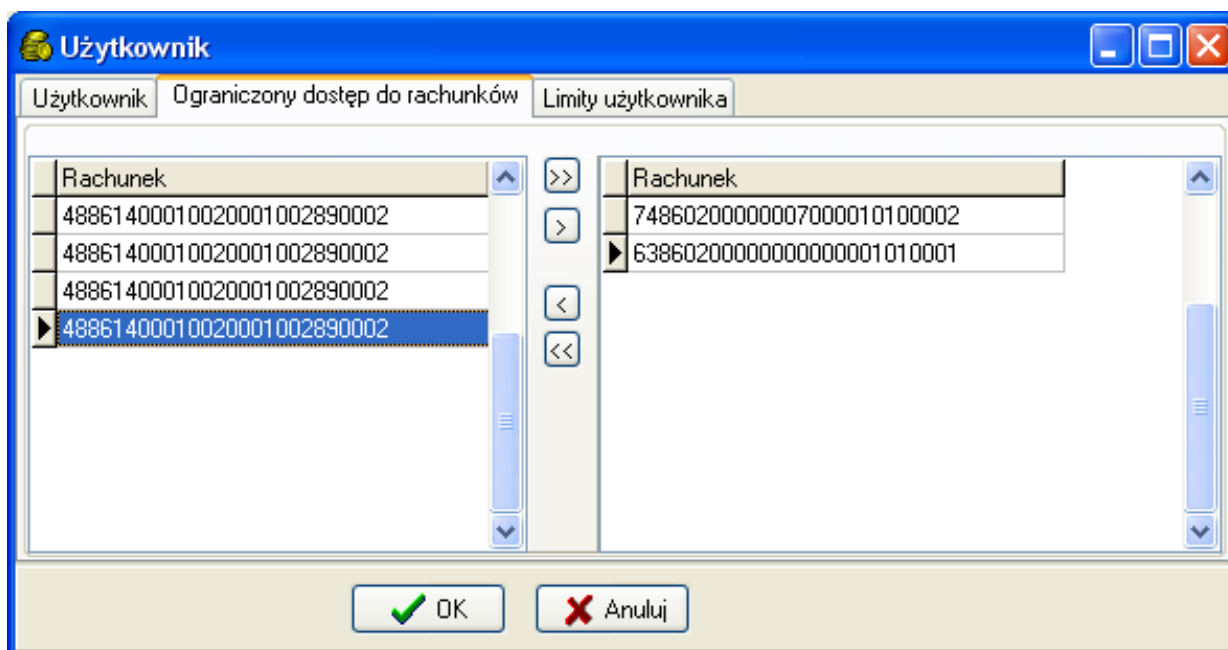 Użytkownik
Użytkownik Ograniczony dostęp do rachunków Limity użytkownika
Rachunek
48861400010020001002890002
48861400010020001002890002
48861400010020001002890002
48861400010020001002890002
>>
>
<
<<
Rachunek
74860200000007000010100002
63860200000000000001010001
OK Anuluj